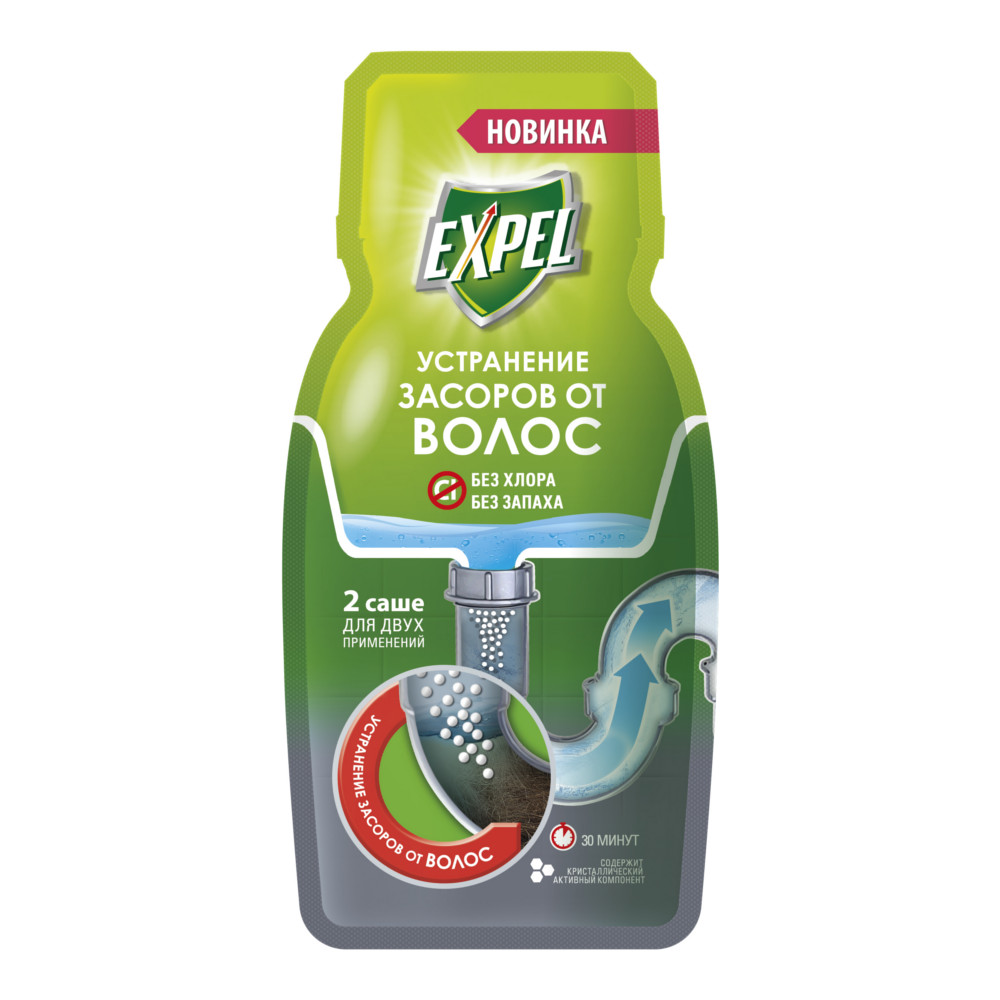 НОВИНКА
EXPEL
УСТРАНЕНИЕ
ЗАСОРОВ ОТ
ВОЛОС
Cl
БЕЗ ХЛОРА
БЕЗ ЗАПАХА
2 саше
ДЛЯ ДВУХ
ПРИМЕНЕНИЙ
УСТРАНЕНИЕ ЗАСОРОВ ОТ ВОЛОС
30 МИНУТ
СОДЕРЖИТ
КРИСТАЛЛИЧЕСКИЙ
АКТИВНЫЙ КОМПОНЕНТ